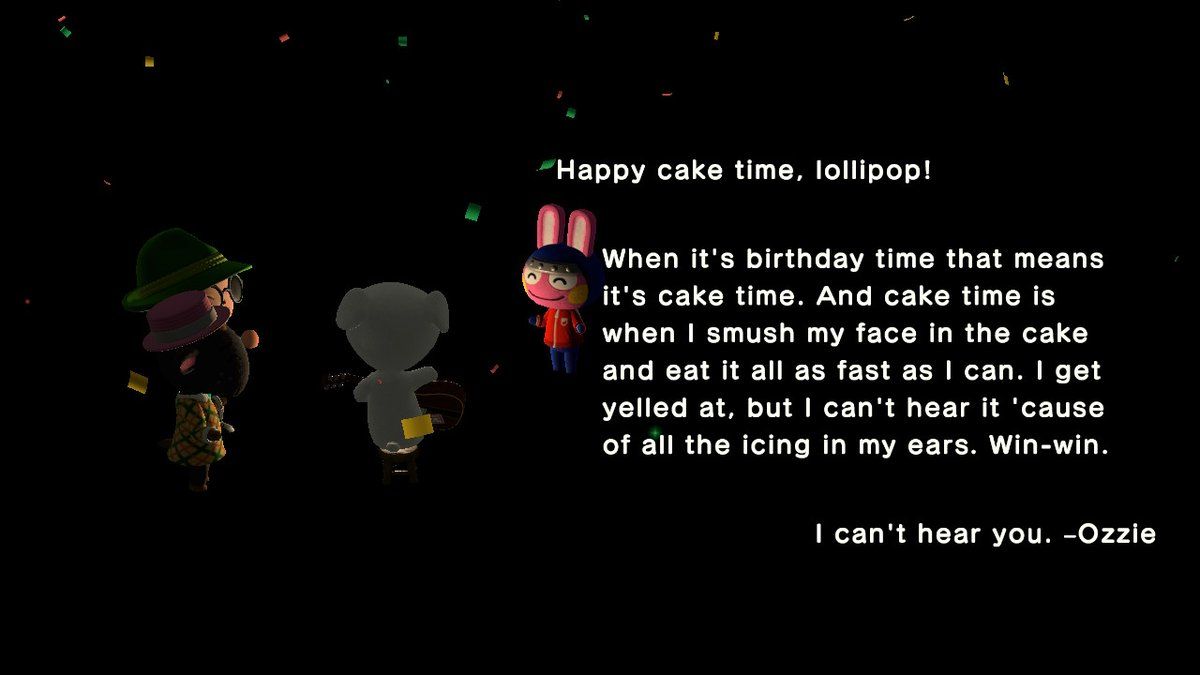 Happy cake time, lollipop!
When it's birthday time that means
it's cake time. And cake time is
when I smush my face in the cake
and eat it all as fast as I can. I get
yelled at, but I can't hear it 'cause
of all the icing in my ears. Win-win.
I can't hear you. –Ozzie